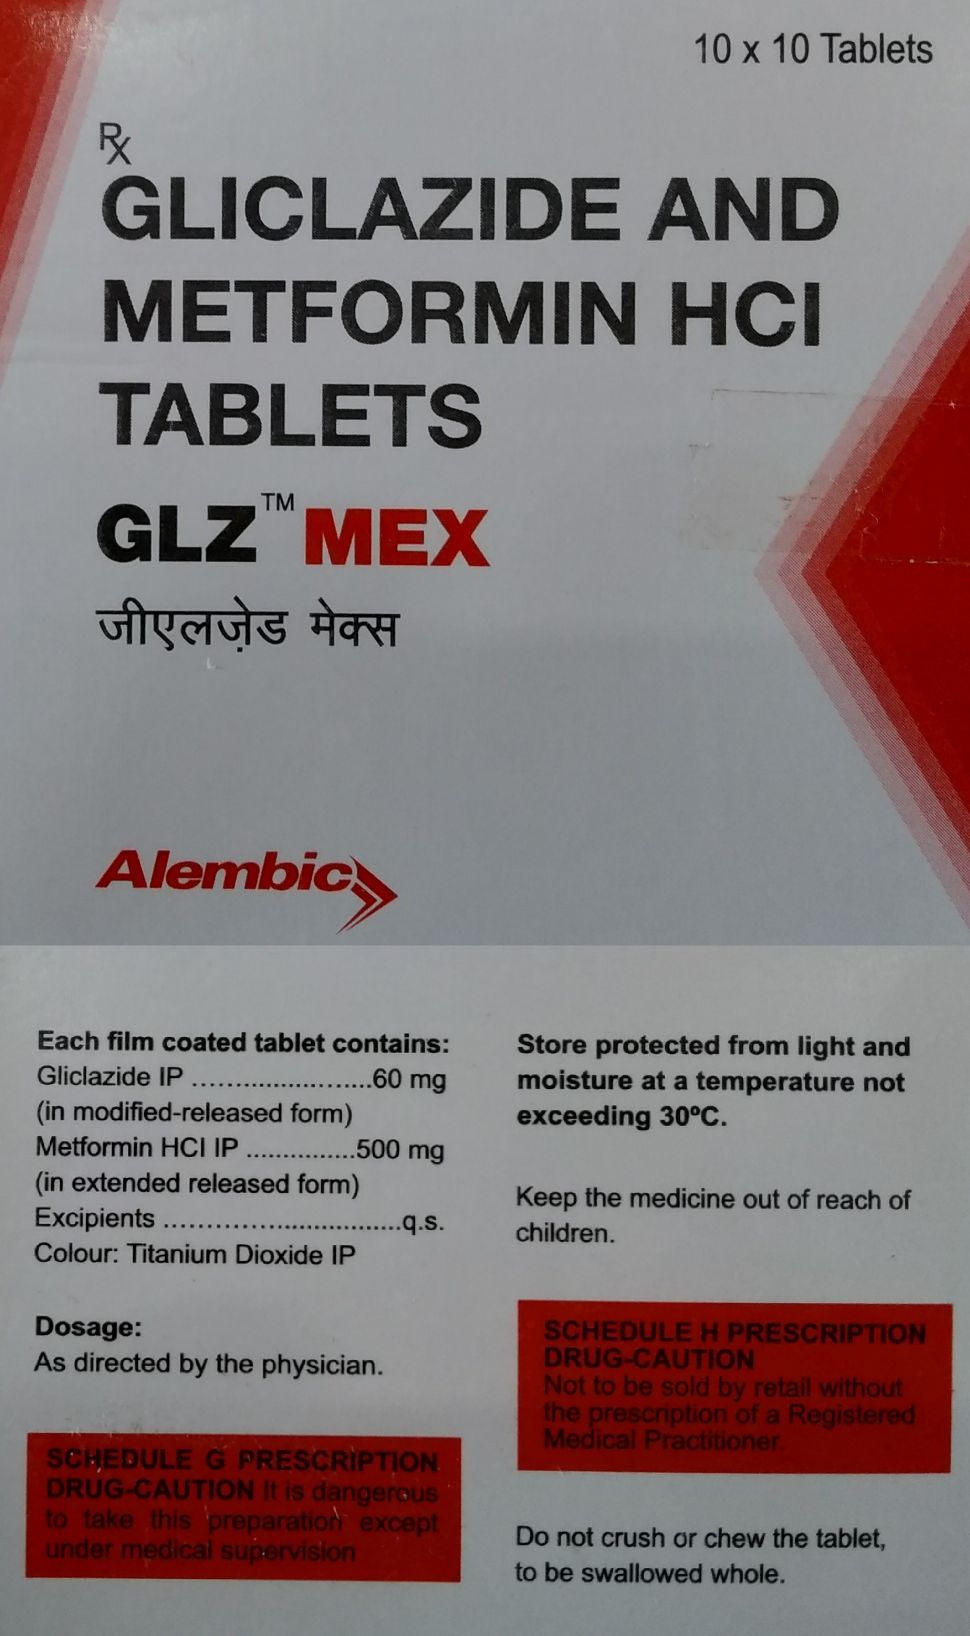 10 x 10 Tablets
Rx
GLICLAZIDE AND
METFORMIN HCl
TABLETS
GLZ™ MEX
जीएलज़ेड मेक्स
Alembic
Each film coated tablet contains:
Gliclazide IP ........................60 mg
(in modified-released form)
Metformin HCl IP ...............500 mg
(in extended released form)
Excipients .................................q.s.
Colour: Titanium Dioxide IP
Dosage:
As directed by the physician.
SCHEDULE G PRESCRIPTION
DRUG-CAUTION It is dangerous
to take this preparation except
under medical supervision
Store protected from light and
moisture at a temperature not
exceeding 30ºC.
Keep the medicine out of reach of
children.
SCHEDULE H PRESCRIPTION
DRUG-CAUTION
Not to be sold by retail without
the prescription of a Registered
Medical Practitioner.
Do not crush or chew the tablet,
to be swallowed whole.